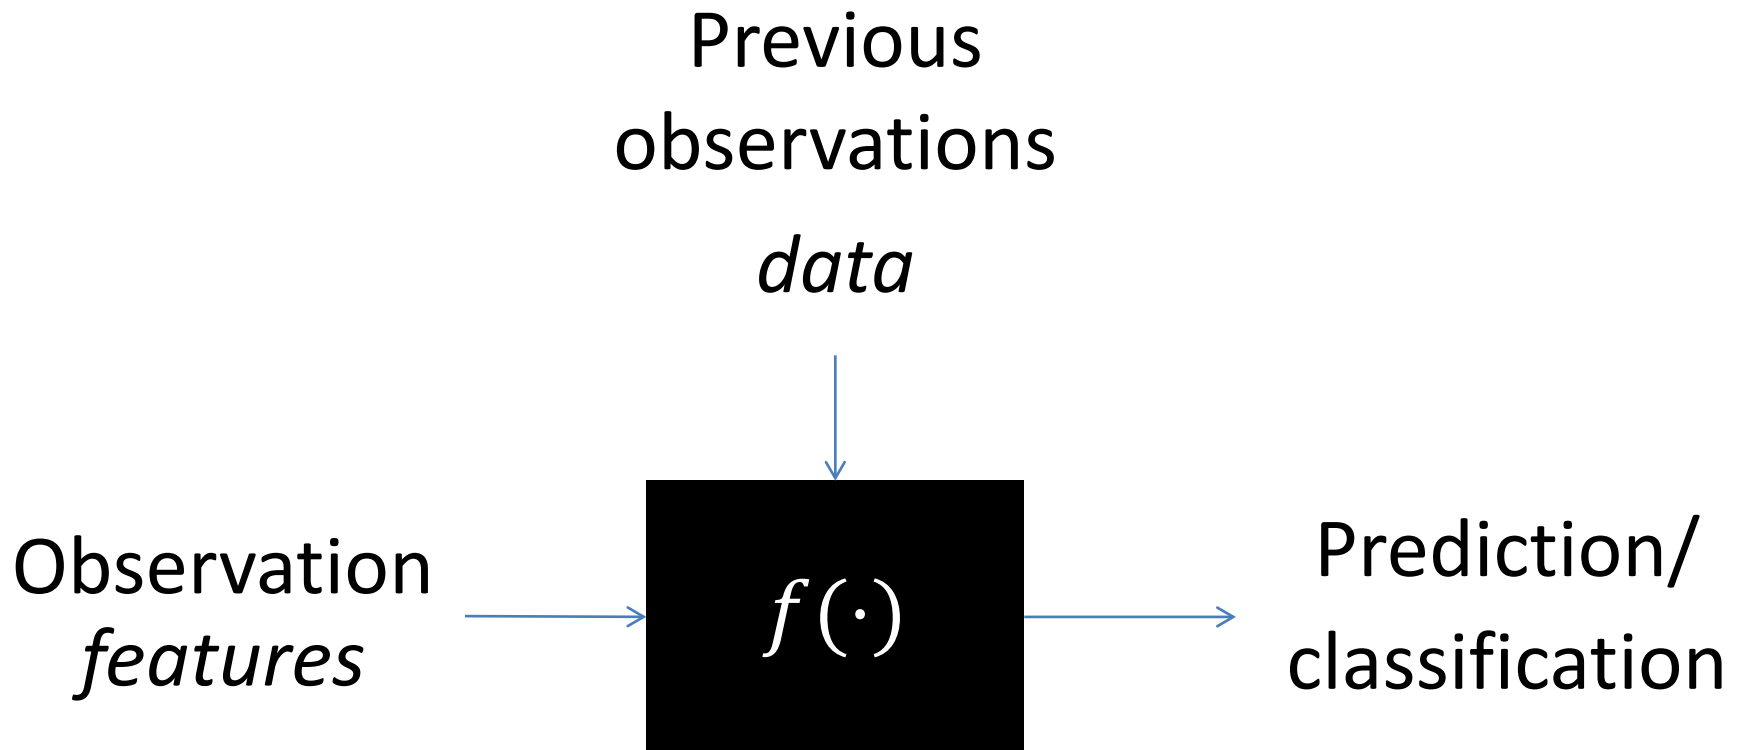 Previous
observations
data
Observation
features
f(·)
Prediction/
classification